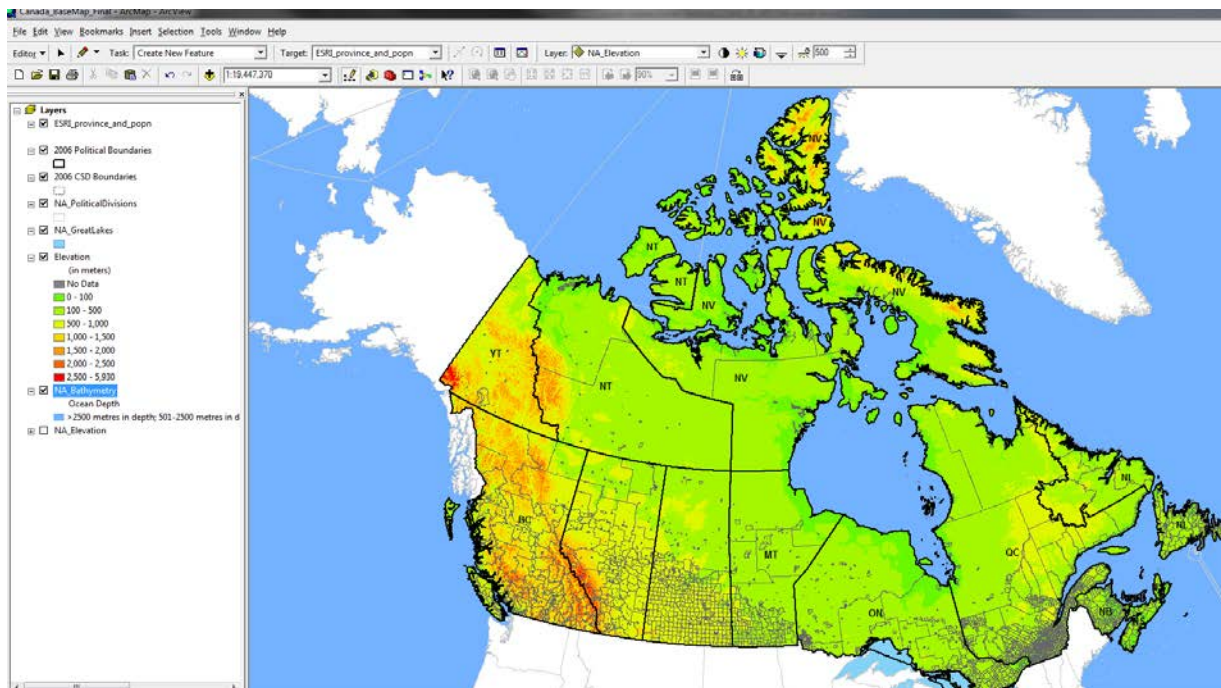 Canada_BaseMap_Final - ArcMap - ArcView
File Edit View Bookmarks Insert Selection Tools Window Help
Editor Task: Create New Feature Target: ESRI_province_and_popn Layer: NA_Elevation 500
1:19,447,370 90%
Layers
ESRI_province_and_popn
2006 Political Boundaries
2006 CSD Boundaries
NA_PoliticalDivisions
NA_GreatLakes
Elevation
(in meters)
No Data
0 - 100
100 - 500
500 - 1,000
1,000 - 1,500
1,500 - 2,000
2,000 - 2,500
2,500 - 5,930
NA_Bathymetry
Ocean Depth
>2500 metres in depth; 501-2500 metres in d
NA_Elevation
NV
NV
NT
NT
NV
NV
YT
NT
NV
BC
MT
ON
QC
NB